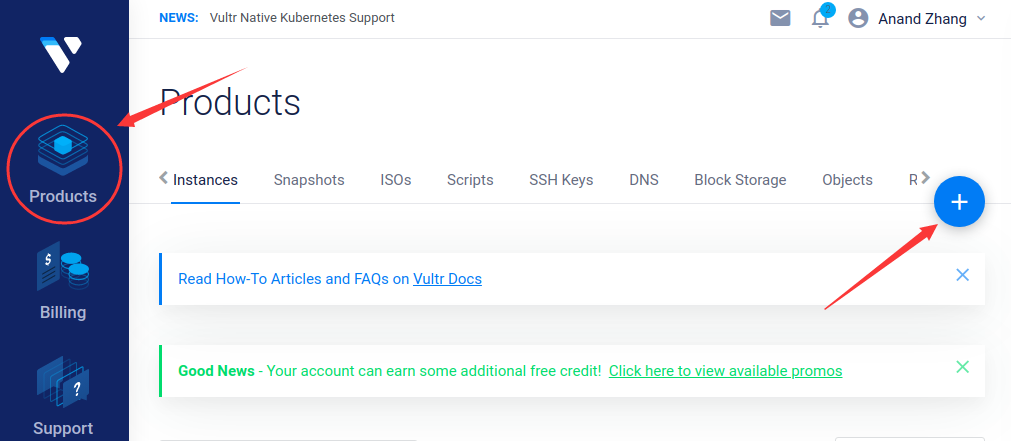 NEWS: Vultr Native Kubernetes Support
Anand Zhang
Products
Products
Instances Snapshots ISOs Scripts SSH Keys DNS Block Storage Objects
Billing
Read How-To Articles and FAQs on Vultr Docs
Good News - Your account can earn some additional free credit! Click here to view available promos
Support